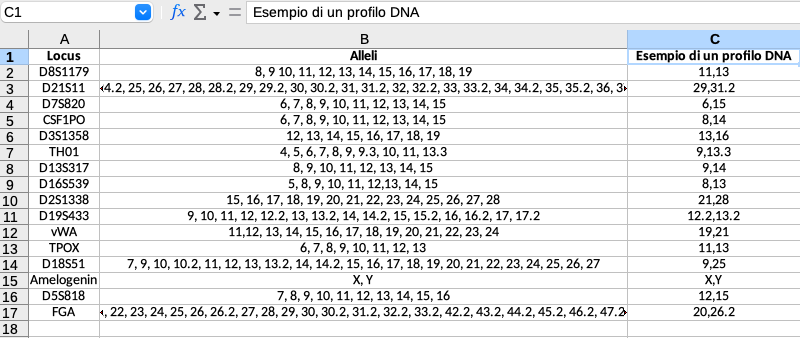 C1 fx Σ = Esempio di un profilo DNA
A B C
1 Locus Alleli Esempio di un profilo DNA
2 D8S1179 8, 9 10, 11, 12, 13, 14, 15, 16, 17, 18, 19 11,13
3 D21S11 4.2, 25, 26, 27, 28, 28.2, 29, 29.2, 30, 30.2, 31, 31.2, 32, 32.2, 33, 33.2, 34, 34.2, 35, 35.2, 36, 3 29,31.2
4 D7S820 6, 7, 8, 9, 10, 11, 12, 13, 14, 15 6,15
5 CSF1PO 6, 7, 8, 9, 10, 11, 12, 13, 14, 15 8,14
6 D3S1358 12, 13, 14, 15, 16, 17, 18, 19 13,16
7 TH01 4, 5, 6, 7, 8, 9, 9.3, 10, 11, 13.3 9,13.3
8 D13S317 8, 9, 10, 11, 12, 13, 14, 15 9,14
9 D16S539 5, 8, 9, 10, 11, 12,13, 14, 15 8,13
10 D2S1338 15, 16, 17, 18, 19, 20, 21, 22, 23, 24, 25, 26, 27, 28 21,28
11 D19S433 9, 10, 11, 12, 12.2, 13, 13.2, 14, 14.2, 15, 15.2, 16, 16.2, 17, 17.2 12.2,13.2
12 vWA 11,12, 13, 14, 15, 16, 17, 18, 19, 20, 21, 22, 23, 24 19,21
13 TPOX 6, 7, 8, 9, 10, 11, 12, 13 11,13
14 D18S51 7, 9, 10, 10.2, 11, 12, 13, 13.2, 14, 14.2, 15, 16, 17, 18, 19, 20, 21, 22, 23, 24, 25, 26, 27 9,25
15 Amelogenin X, Y X,Y
16 D5S818 7, 8, 9, 10, 11, 12, 13, 14, 15, 16 12,15
17 FGA , 22, 23, 24, 25, 26, 26.2, 27, 28, 29, 30, 30.2, 31.2, 32.2, 33.2, 42.2, 43.2, 44.2, 45.2, 46.2, 47.2 20,26.2
18